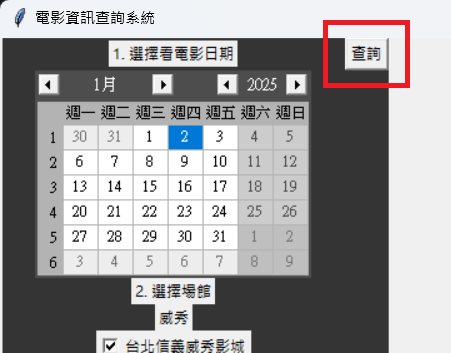 電影資訊查詢系統
1. 選擇看電影日期
查詢
1月 2025
週一 週二 週三 週四 週五 週六 週日
1 30 31 1 2 3 4 5
2 6 7 8 9 10 11 12
3 13 14 15 16 17 18 19
4 20 21 22 23 24 25 26
5 27 28 29 30 31 1 2
6 3 4 5 6 7 8 9
2. 選擇場館
威秀
台北信義威秀影城